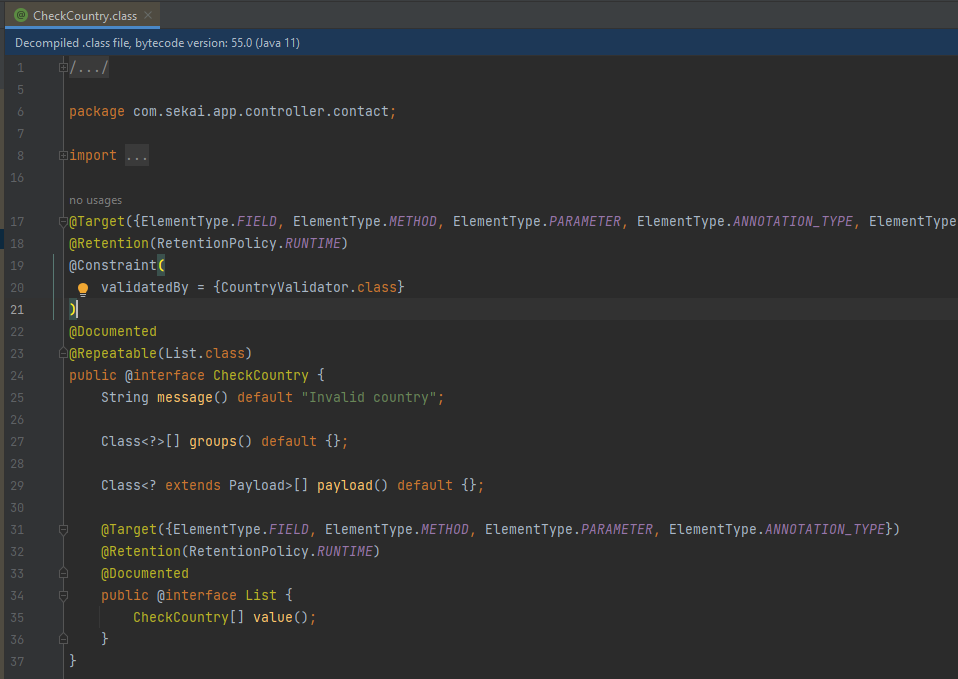 CheckCountry.class
Decompiled .class file, bytecode version: 55.0 (Java 11)
1 /.../
5
6 package com.sekai.app.controller.contact;
7
8 import ...
16
no usages
17 @Target({ElementType.FIELD, ElementType.METHOD, ElementType.PARAMETER, ElementType.ANNOTATION_TYPE, ElementType
18 @Retention(RetentionPolicy.RUNTIME)
19 @Constraint(
20 validatedBy = {CountryValidator.class}
21 )
22 @Documented
23 @Repeatable(List.class)
24 public @interface CheckCountry {
25 String message() default "Invalid country";
26
27 Class<?>[] groups() default {};
28
29 Class<? extends Payload>[] payload() default {};
30
31 @Target({ElementType.FIELD, ElementType.METHOD, ElementType.PARAMETER, ElementType.ANNOTATION_TYPE})
32 @Retention(RetentionPolicy.RUNTIME)
33 @Documented
34 public @interface List {
35 CheckCountry[] value();
36 }
37 }